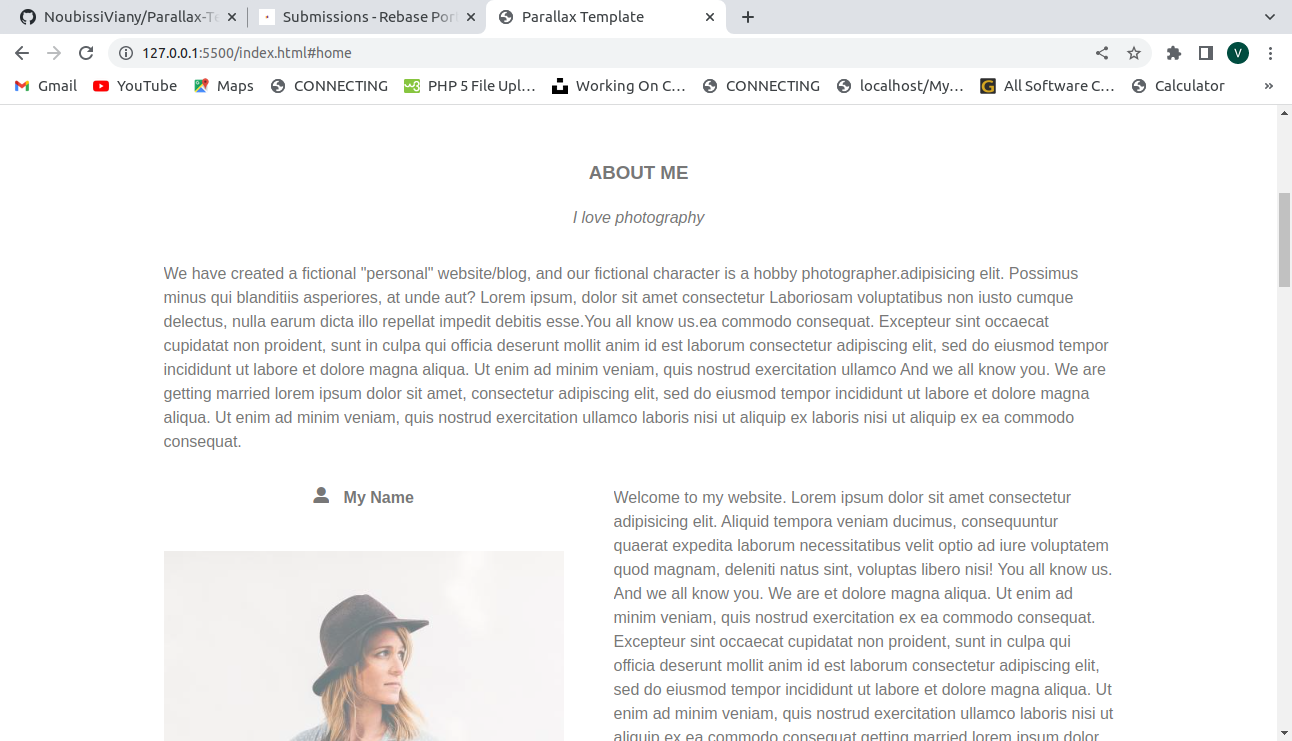 NoubissiViany/Parallax-Te
Submissions - Rebase Por
Parallax Template
127.0.0.1:5500/index.html#home
V
Gmail
YouTube
Maps
CONNECTING
PHP 5 File Upl...
Working On C...
CONNECTING
localhost/My...
All Software C...
Calculator
»
ABOUT ME
I love photography
We have created a fictional "personal" website/blog, and our fictional character is a hobby photographer.adipisicing elit. Possimus
minus qui blanditiis asperiores, at unde aut? Lorem ipsum, dolor sit amet consectetur Laboriosam voluptatibus non iusto cumque
delectus, nulla earum dicta illo repellat impedit debitis esse.You all know us.ea commodo consequat. Excepteur sint occaecat
cupidatat non proident, sunt in culpa qui officia deserunt mollit anim id est laborum consectetur adipiscing elit, sed do eiusmod tempor
incididunt ut labore et dolore magna aliqua. Ut enim ad minim veniam, quis nostrud exercitation ullamco And we all know you. We are
getting married lorem ipsum dolor sit amet, consectetur adipiscing elit, sed do eiusmod tempor incididunt ut labore et dolore magna
aliqua. Ut enim ad minim veniam, quis nostrud exercitation ullamco laboris nisi ut aliquip ex laboris nisi ut aliquip ex ea commodo
consequat.
My Name
Welcome to my website. Lorem ipsum dolor sit amet consectetur
adipisicing elit. Aliquid tempora veniam ducimus, consequuntur
quaerat expedita laborum necessitatibus velit optio ad iure voluptatem
quod magnam, deleniti natus sint, voluptas libero nisi! You all know us.
And we all know you. We are et dolore magna aliqua. Ut enim ad
minim veniam, quis nostrud exercitation ex ea commodo consequat.
Excepteur sint occaecat cupidatat non proident, sunt in culpa qui
officia deserunt mollit anim id est laborum consectetur adipiscing elit,
sed do eiusmod tempor incididunt ut labore et dolore magna aliqua. Ut
enim ad minim veniam, quis nostrud exercitation ullamco laboris nisi ut
aliquip ex ea commodo consequat getting married lorem ipsum dolor